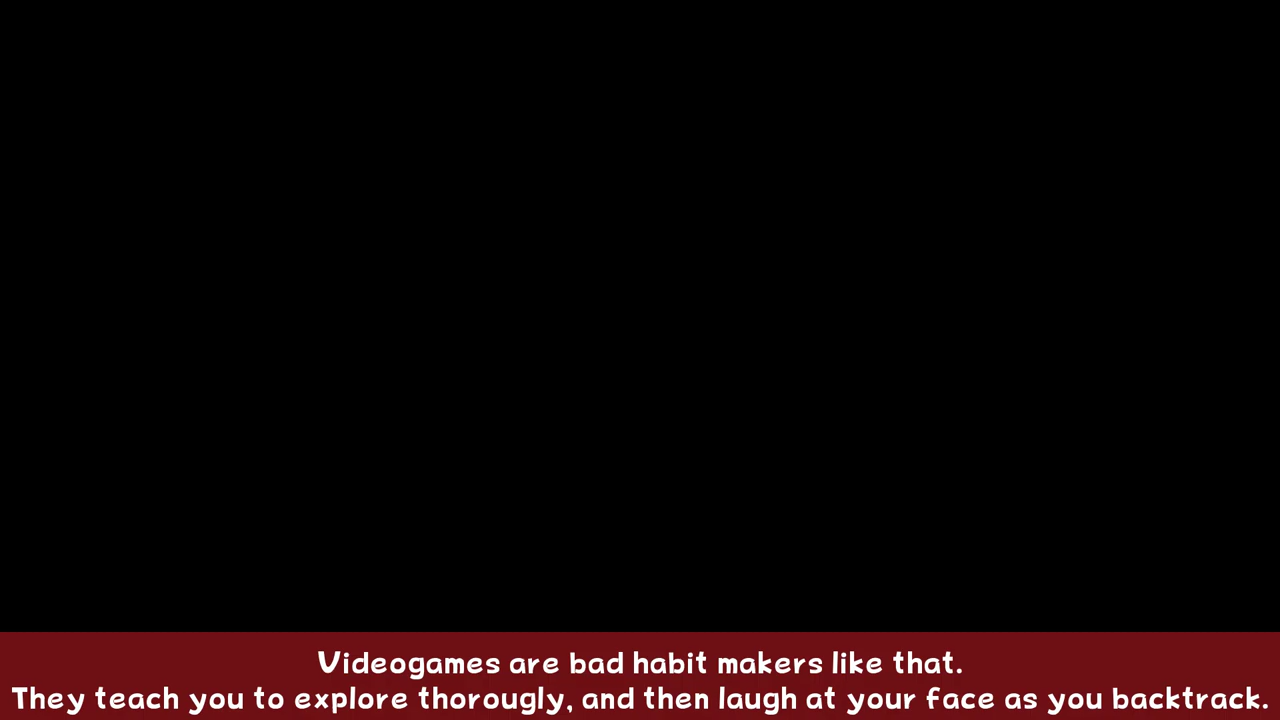 Videogames are bad habit makers like that.
They teach you to explore thorougly, and then laugh at your face as you backtrack.